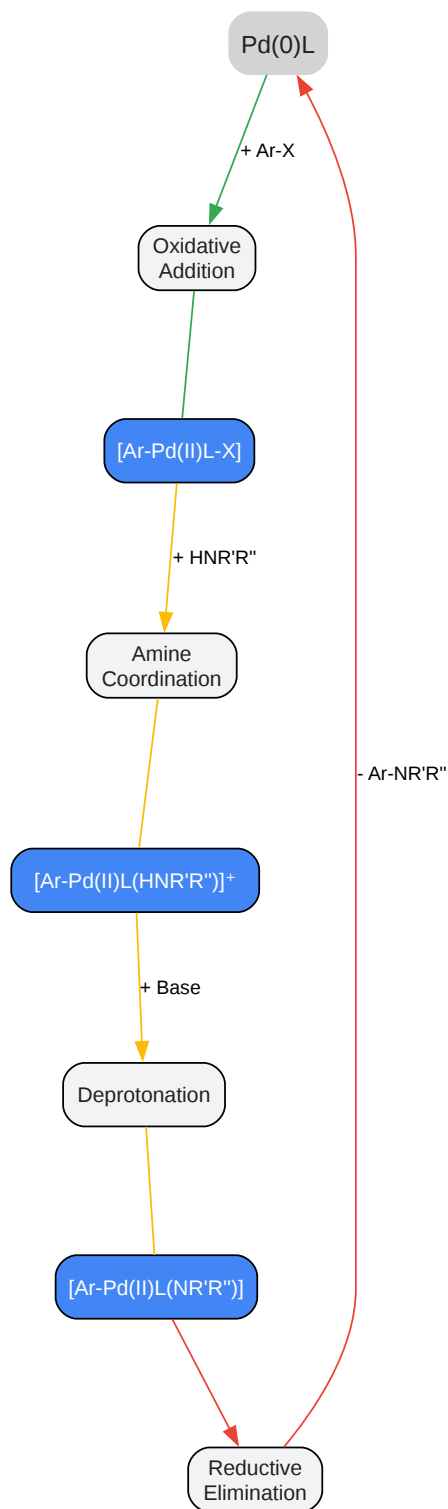 Pd(0)L
+ Ar-X
Oxidative
Addition
[Ar-Pd(II)L-X]
+ HNR'R"
Amine
Coordination
- Ar-NR'R"
[Ar-Pd(II)L(HNR'R")]⁺
+ Base
Deprotonation
[Ar-Pd(II)L(NR'R")]
Reductive
Elimination